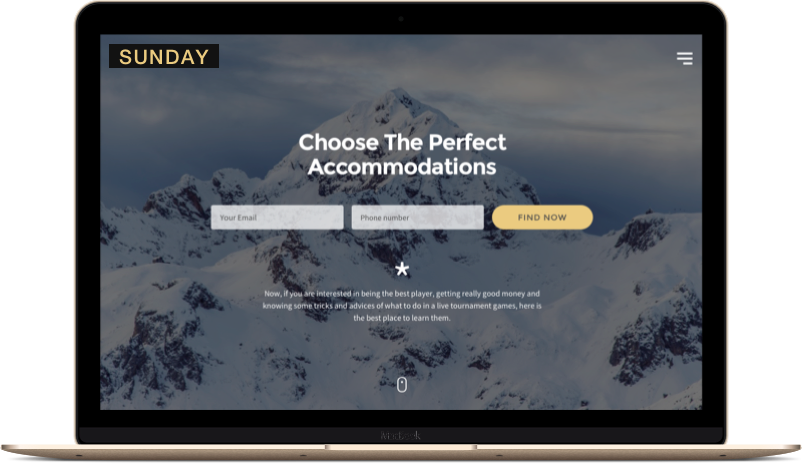 SUNDAY
Choose The Perfect
Accommodations
Your Email
Phone number
FIND NOW
Now, if you are interested in being the best player, getting really good money and
knowing some tricks and advices of what to do in a live tournament games, here is
the best place to learn them.